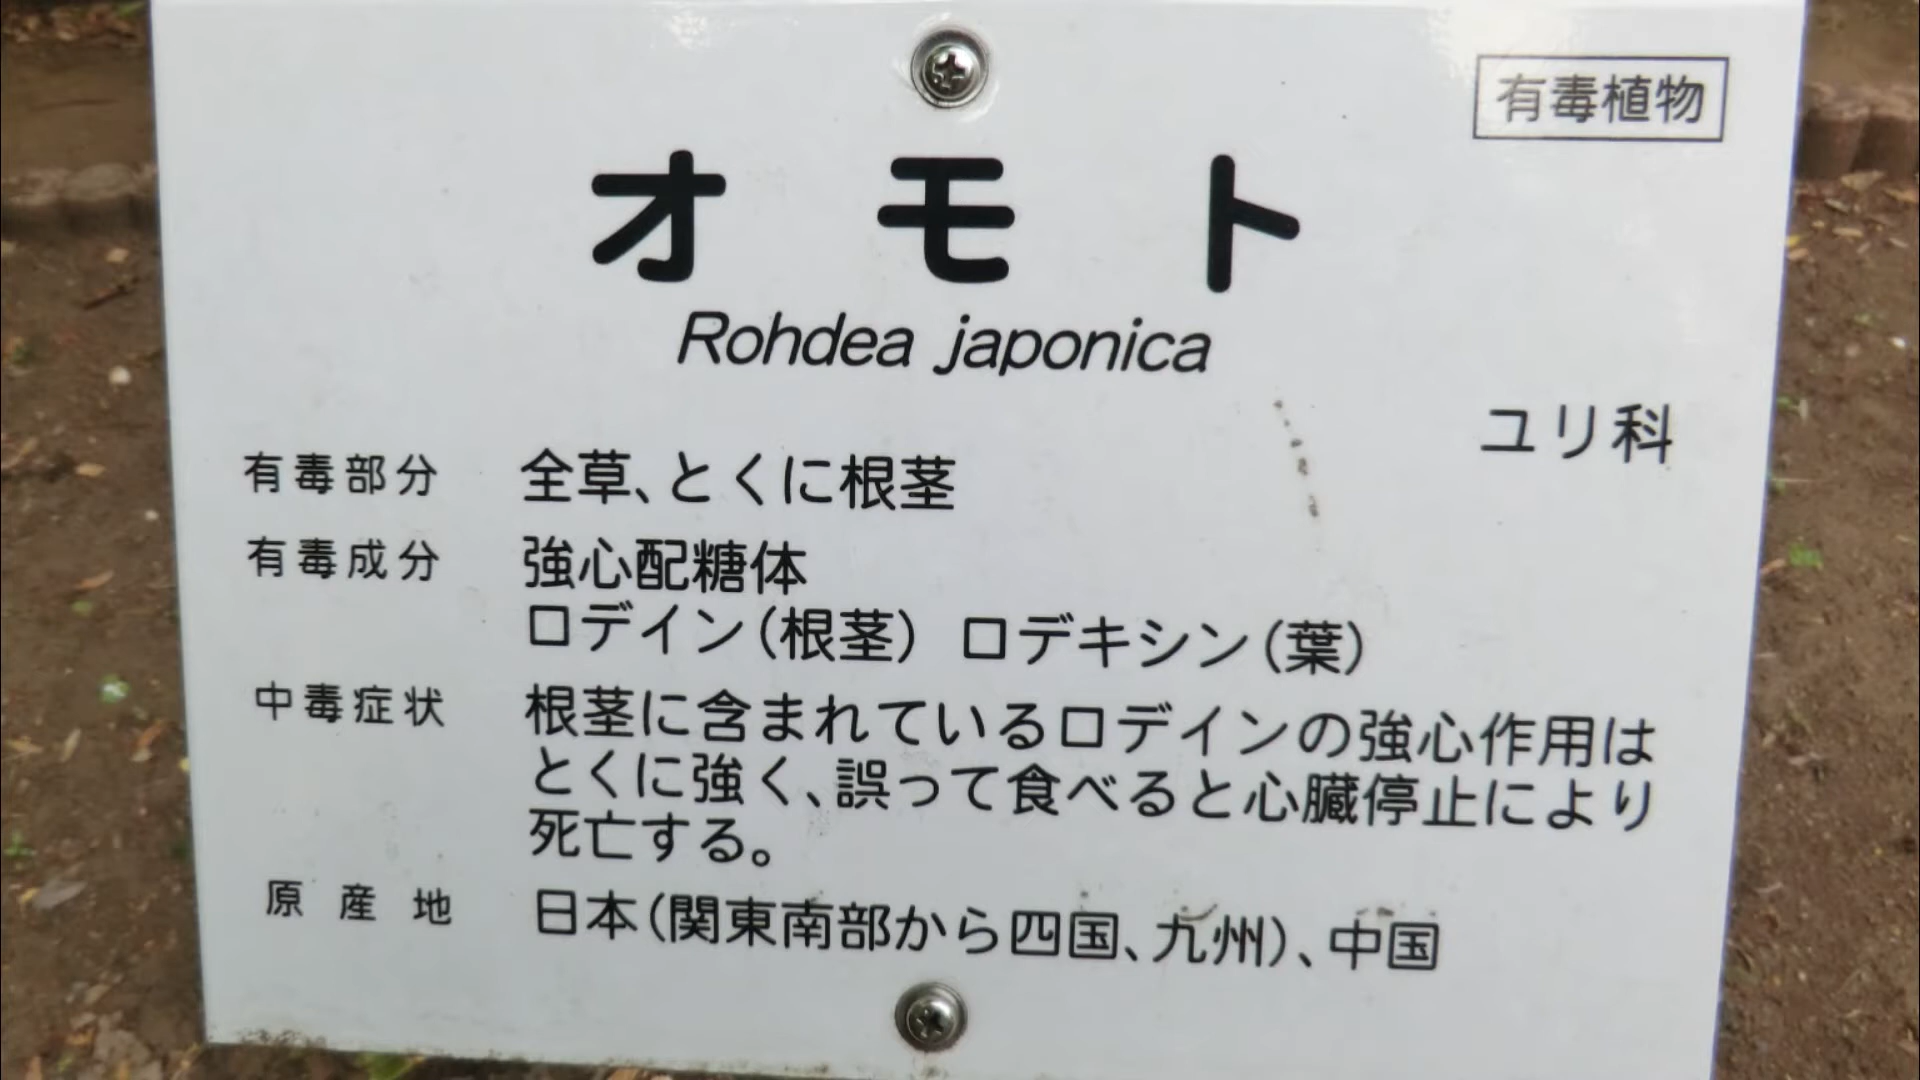 有毒植物
オモト
Rohdea japonica
ユリ科
有毒部分 全草、とくに根茎
有毒成分 強心配糖体
ロデイン(根茎) ロデキシン(葉)
中毒症状 根茎に含まれているロデインの強心作用は
とくに強く、誤って食べると心臓停止により
死亡する。
原産地 日本(関東南部から四国、九州)、中国